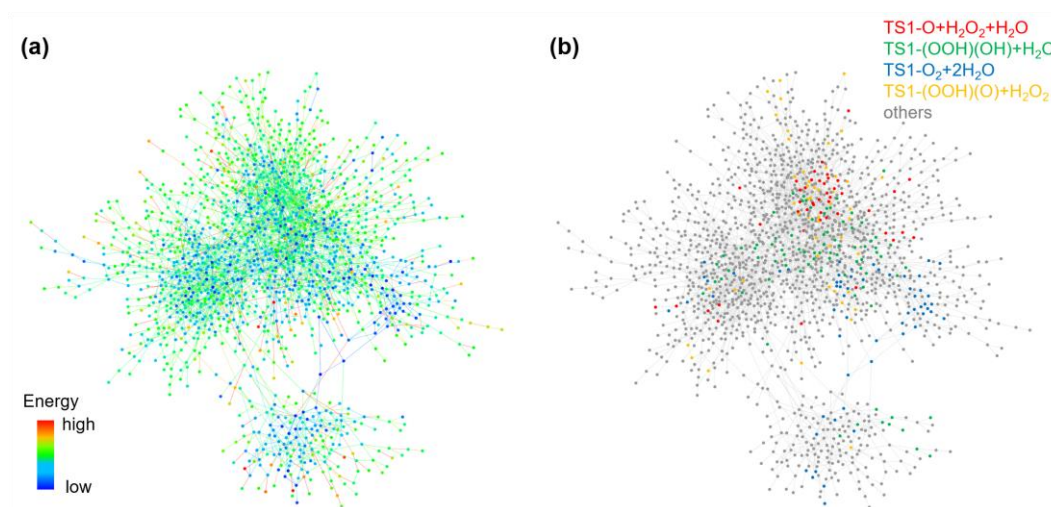 (a)
Energy
high
low
(b)
TS1-O+H₂O₂+H₂O
TS1-(OOH)(OH)+H₂O
TS1-O₂+2H₂O
TS1-(OOH)(O)+H₂O₂
others